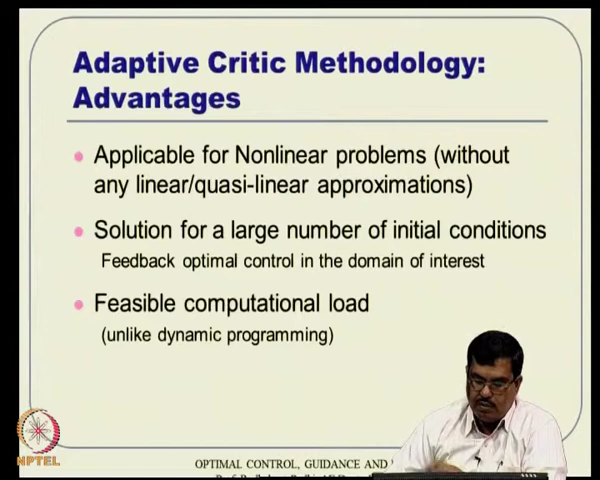 Adaptive Critic Methodology:
Advantages
Applicable for Nonlinear problems (without
any linear/quasi-linear approximations)
Solution for a large number of initial conditions
Feedback optimal control in the domain of interest
Feasible computational load
(unlike dynamic programming)
NPTEL
OPTIMAL CONTROL, GUIDANCE AND